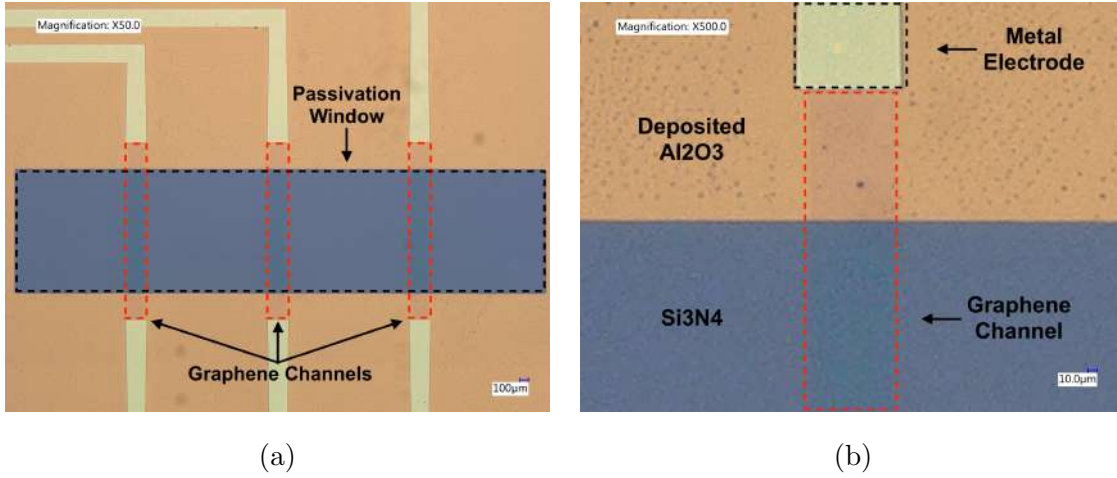 Magnification: X50.0
Passivation
Window
Graphene Channels
100μm
(a)
Magnification: X500.0
Metal
Electrode
Deposited
Al2O3
Si3N4
Graphene
Channel
10.0μm
(b)